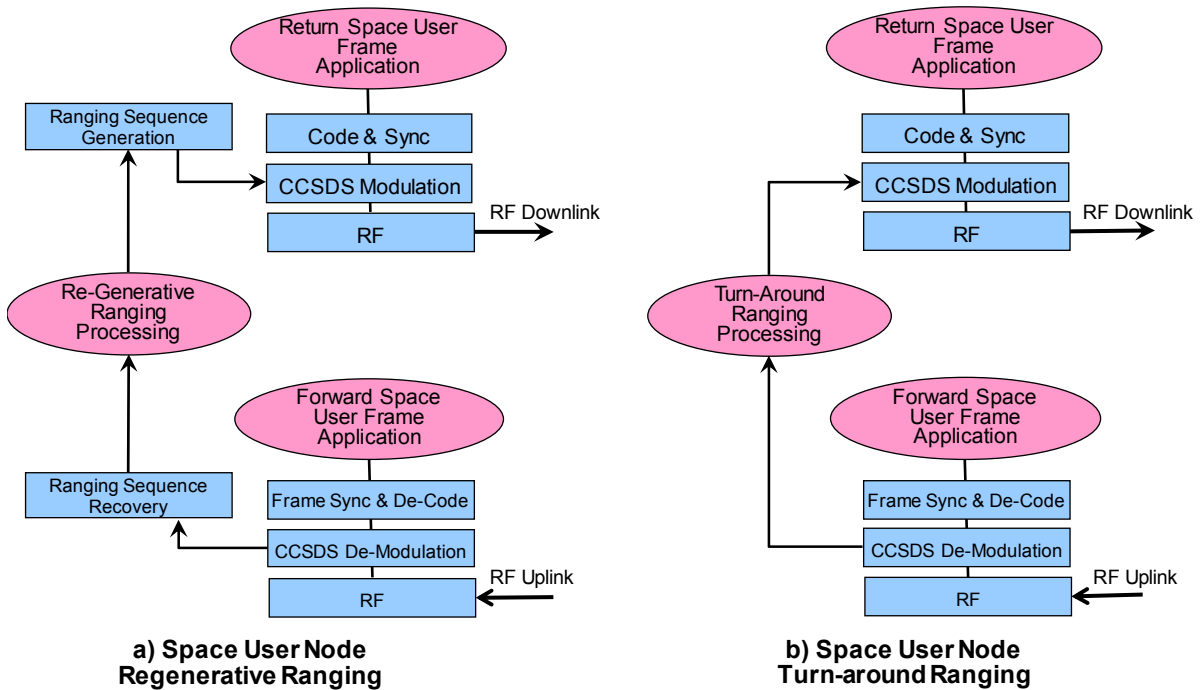 Return Space User
Frame
Application
Ranging Sequence
Generation
Code & Sync
CCSDS Modulation
RF Downlink
RF
Re-Generative
Ranging
Processing
Forward Space
User Frame
Application
Ranging Sequence
Recovery
Frame Sync & De-Code
CCSDS De-Modulation
RF Uplink
RF
a) Space User Node
Regenerative Ranging
Return Space User
Frame
Application
Code & Sync
CCSDS Modulation
RF Downlink
RF
Turn-Around
Ranging
Processing
Forward Space
User Frame
Application
Frame Sync & De-Code
CCSDS De-Modulation
RF Uplink
RF
b) Space User Node
Turn-around Ranging